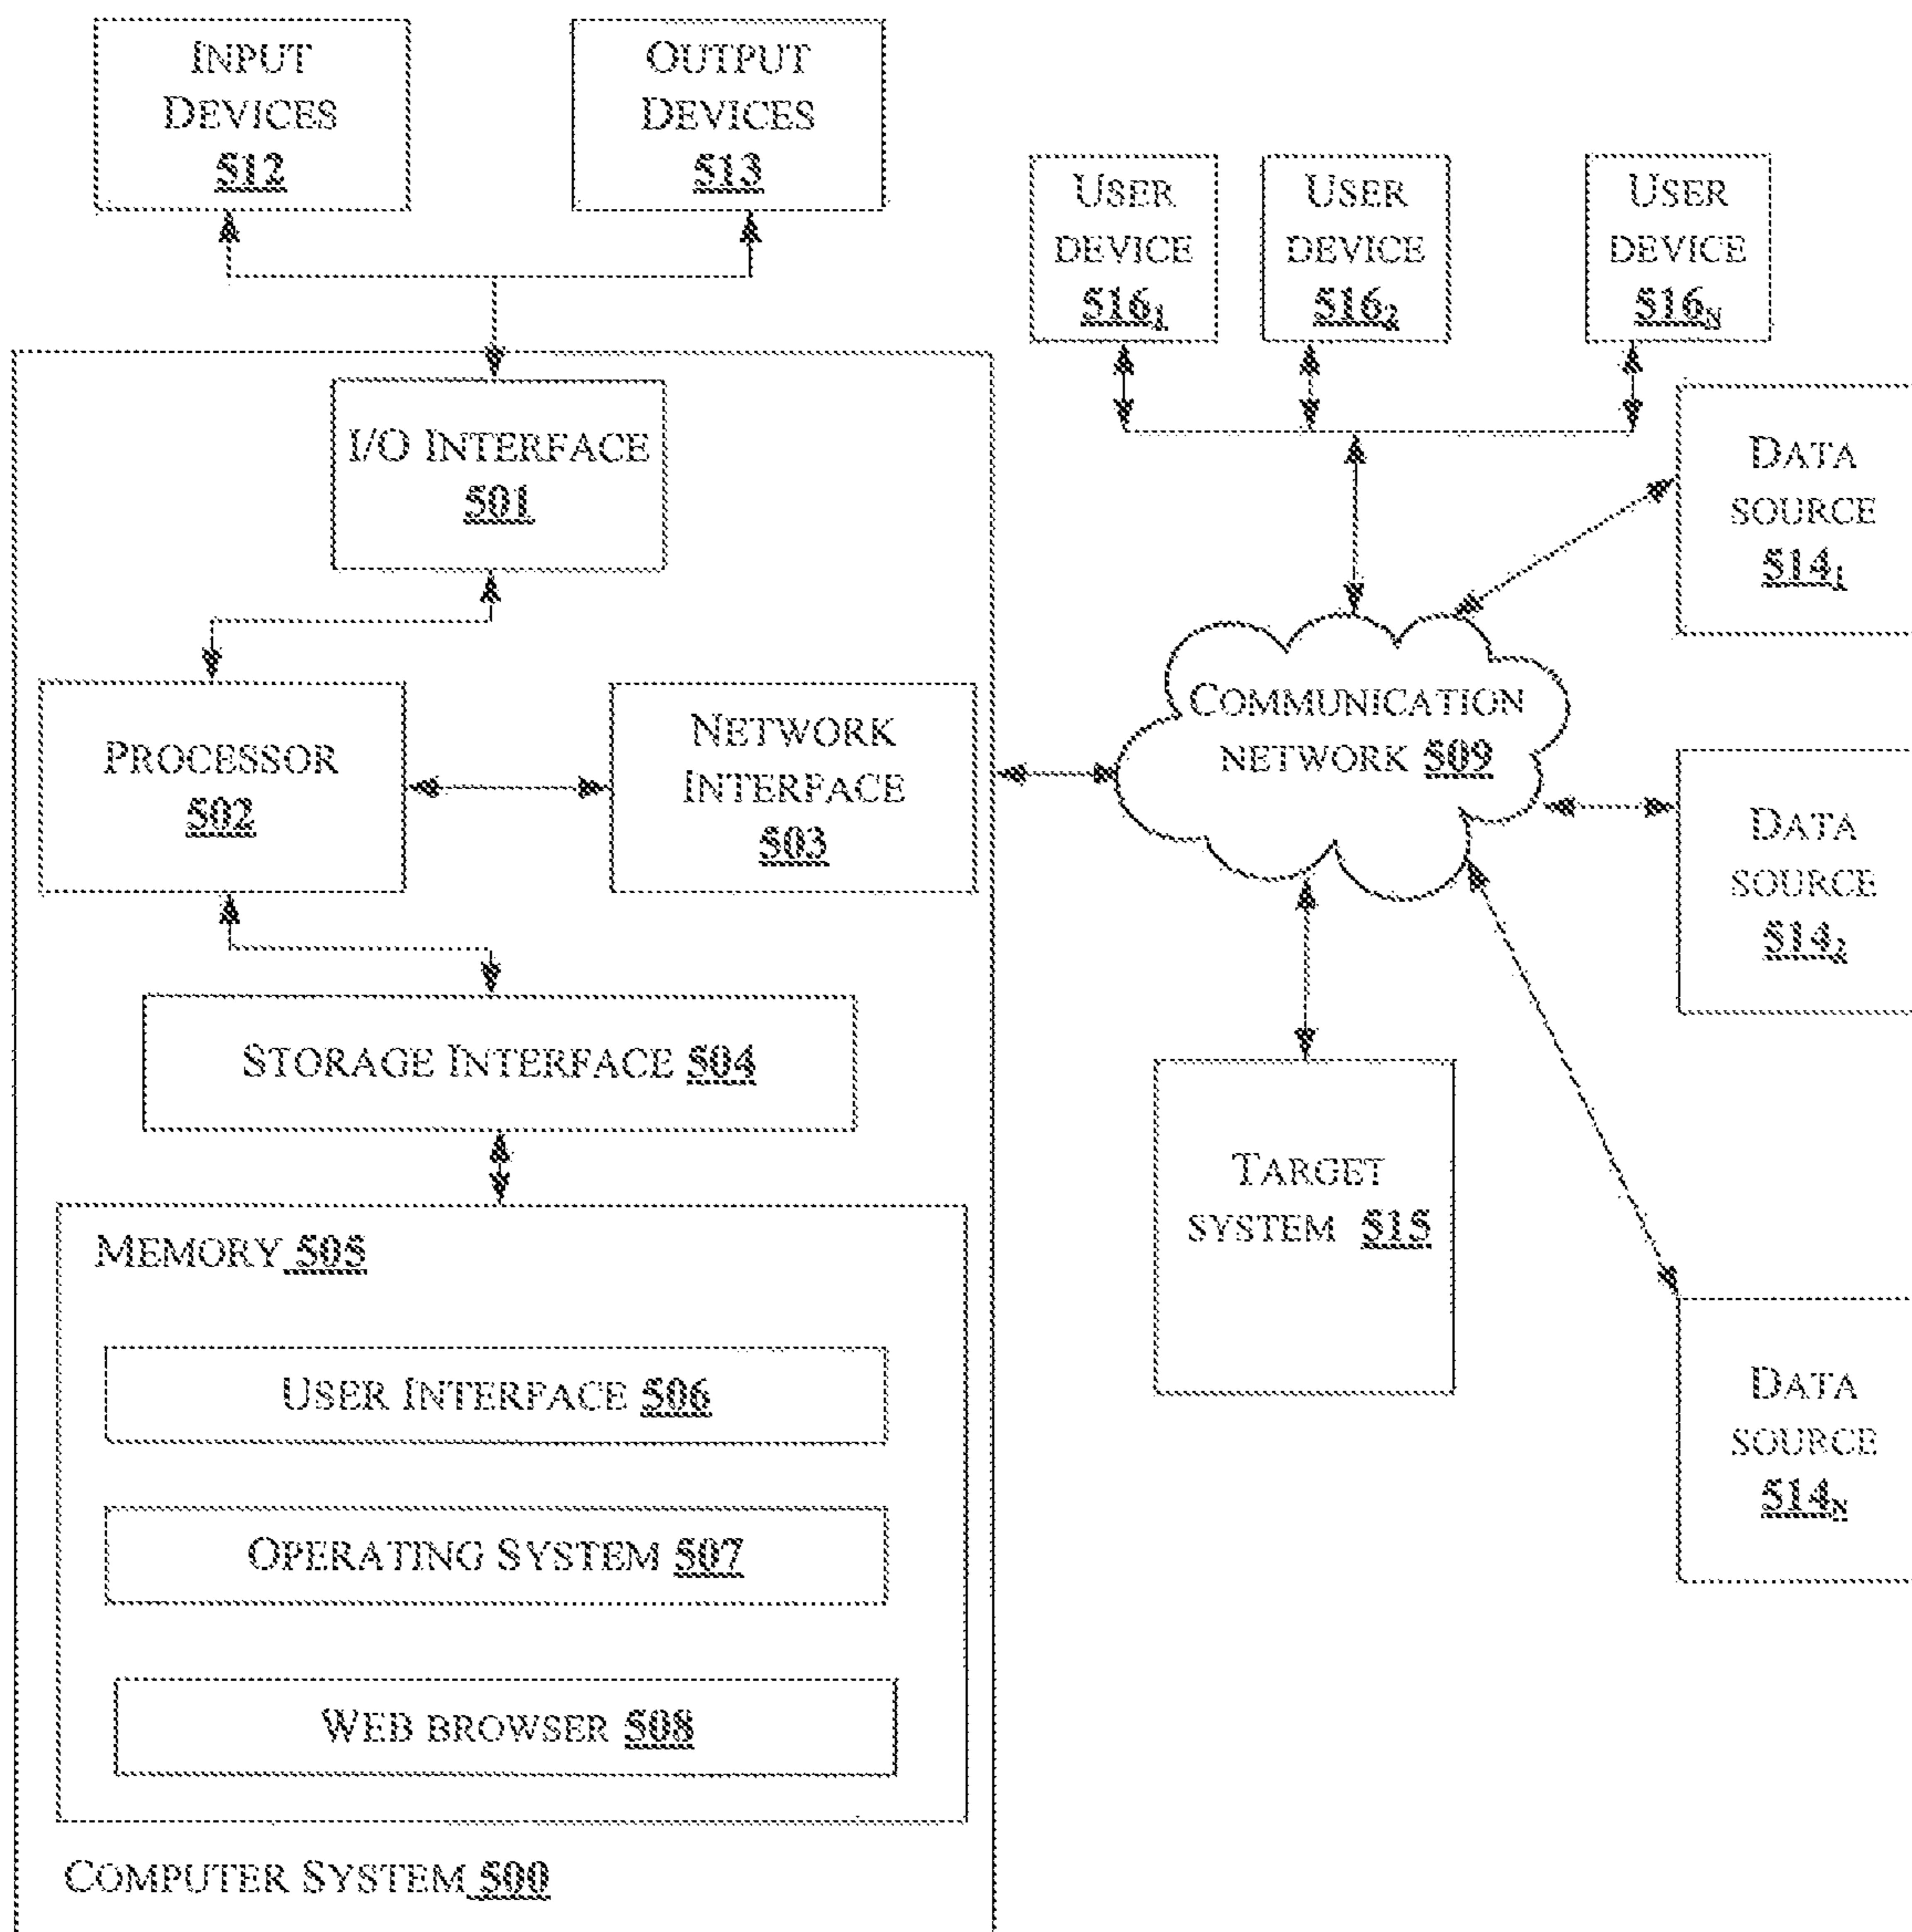 INPUT
DEVICES
512
OUTPUT
DEVICES
513
USER
DEVICE
516₁
USER
DEVICE
516₂
USER
DEVICE
516ₙ
I/O INTERFACE
501
DATA
SOURCE
514₁
PROCESSOR
502
NETWORK
INTERFACE
503
COMMUNICATION
NETWORK 509
DATA
SOURCE
514₂
STORAGE INTERFACE 504
TARGET
SYSTEM 515
MEMORY 505
USER INTERFACE 506
OPERATING SYSTEM 507
WEB BROWSER 508
DATA
SOURCE
514ₙ
COMPUTER SYSTEM 500